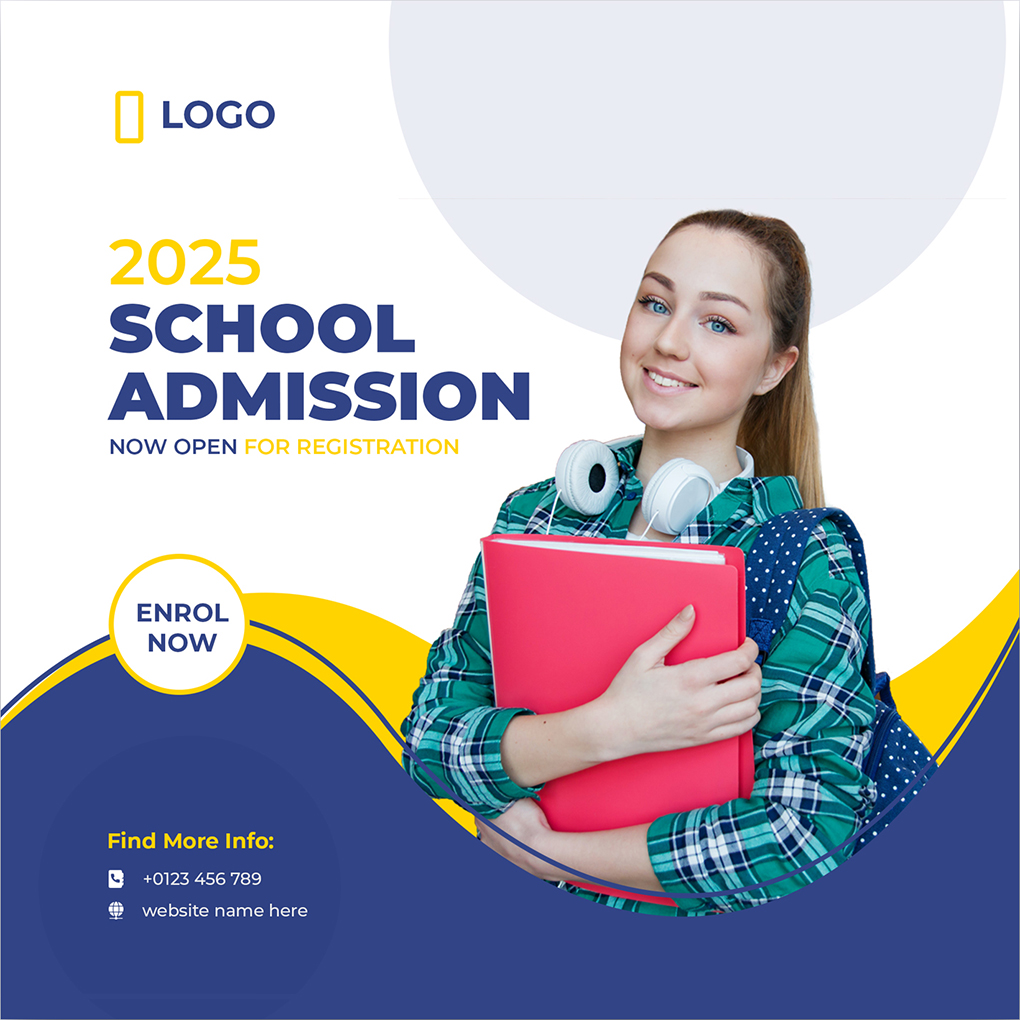 LOGO
2025
SCHOOL
ADMISSION
NOW OPEN FOR REGISTRATION
ENROL
NOW
Find More Info:
+0123 456 789
website name here